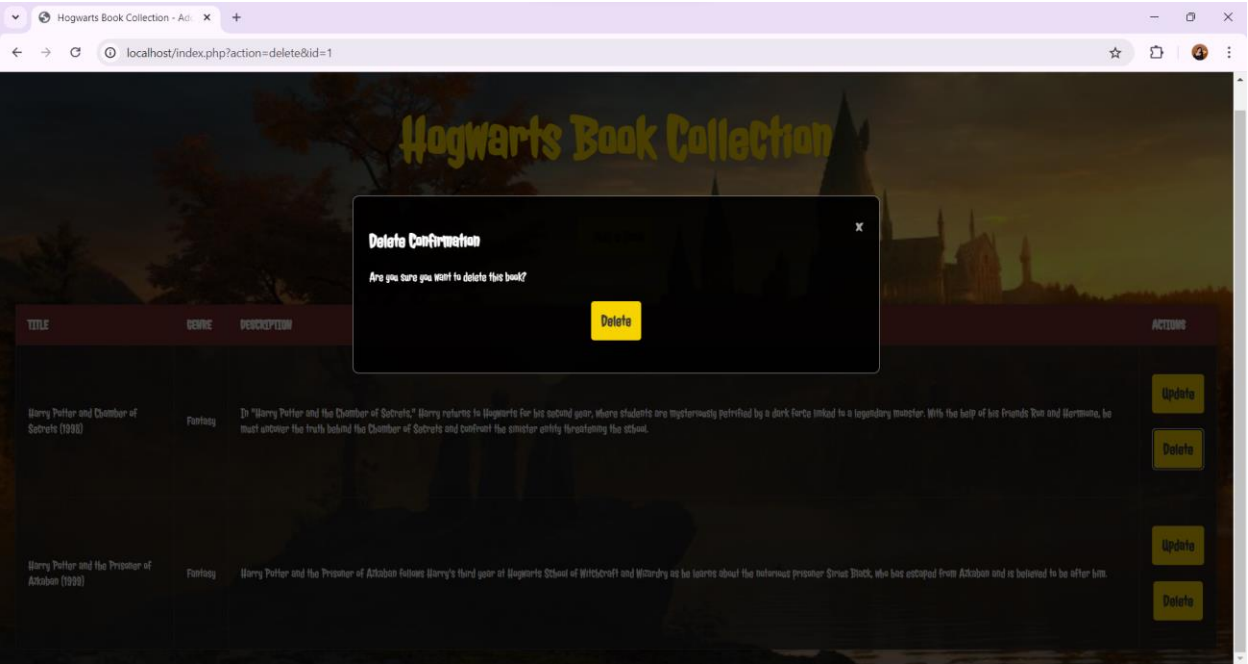 Hogwarts Book Collection - Ad
localhost/index.php?action=delete&id=1
Hogwarts Book Collection
Delete Confirmation
x
Are you sure you want to delete this book?
Delete
TITLE GENRE DESCRIPTION ACTIONS
Harry Potter and Chamber of
Secrets (1998)
Fantasy
In "Harry Potter and the Chamber of Secrets," Harry returns to Hogwarts for his second year, where students are mysteriously petrified by a dark force linked to a legendary monster. With the help of his friends Ron and Hermione, he
must uncover the truth behind the Chamber of Secrets and confront the sinister entity threatening the school.
Update
Delete
Harry Potter and the Prisoner of
Azkaban (1999)
Fantasy
Harry Potter and the Prisoner of Azkaban follows Harry's third year at Hogwarts School of Witchcraft and Wizardry as he learns about the notorious prisoner Sirius Black, who has escaped from Azkaban and is believed to be after him.
Update
Delete